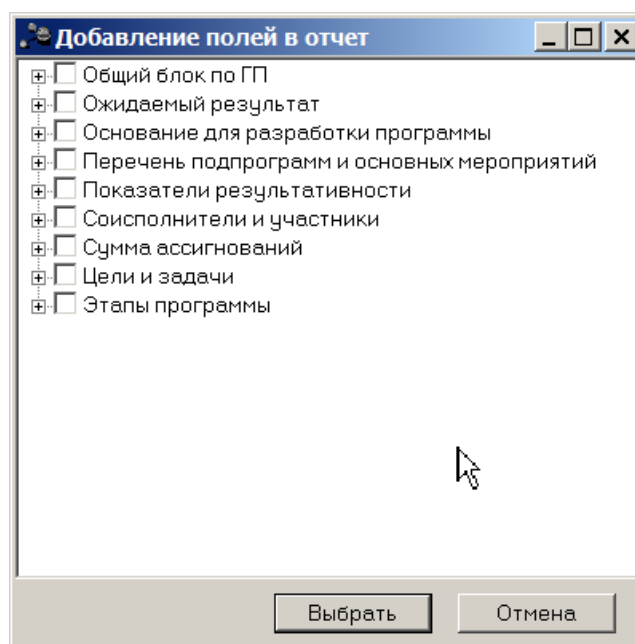 Добавление полей в отчет
Общий блок по ГП
Ожидаемый результат
Основание для разработки программы
Перечень подпрограмм и основных мероприятий
Показатели результативности
Соисполнители и участники
Сумма ассигнований
Цели и задачи
Этапы программы
Выбрать Отмена